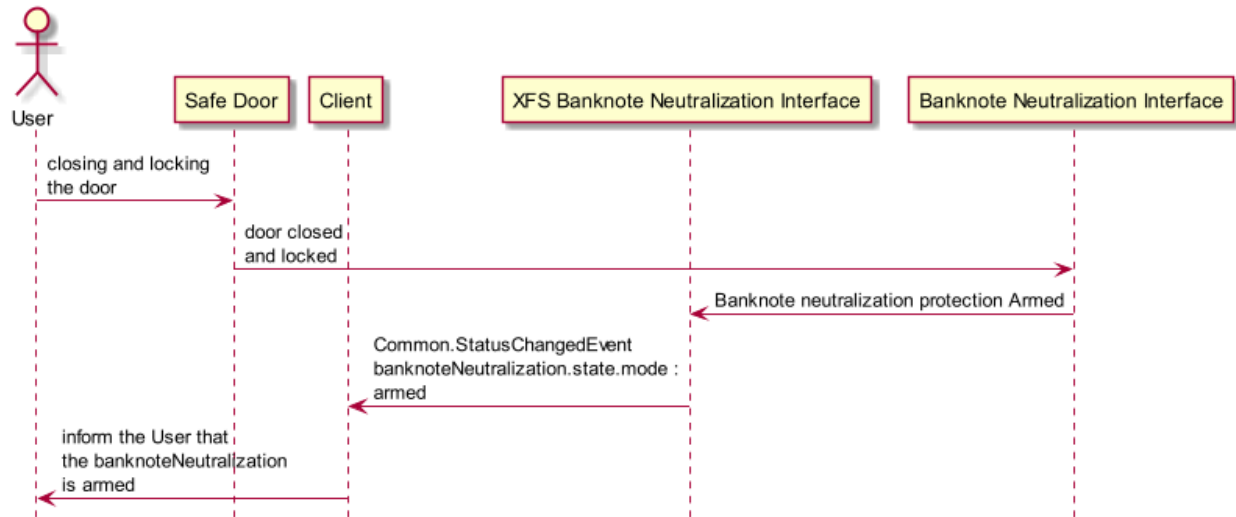 User
Safe Door
Client
XFS Banknote Neutralization Interface
Banknote Neutralization Interface
closing and locking
the door
door closed
and locked
Banknote neutralization protection Armed
Common.StatusChangedEvent
banknoteNeutralization.state.mode :
armed
inform the User that
the banknoteNeutralization
is armed